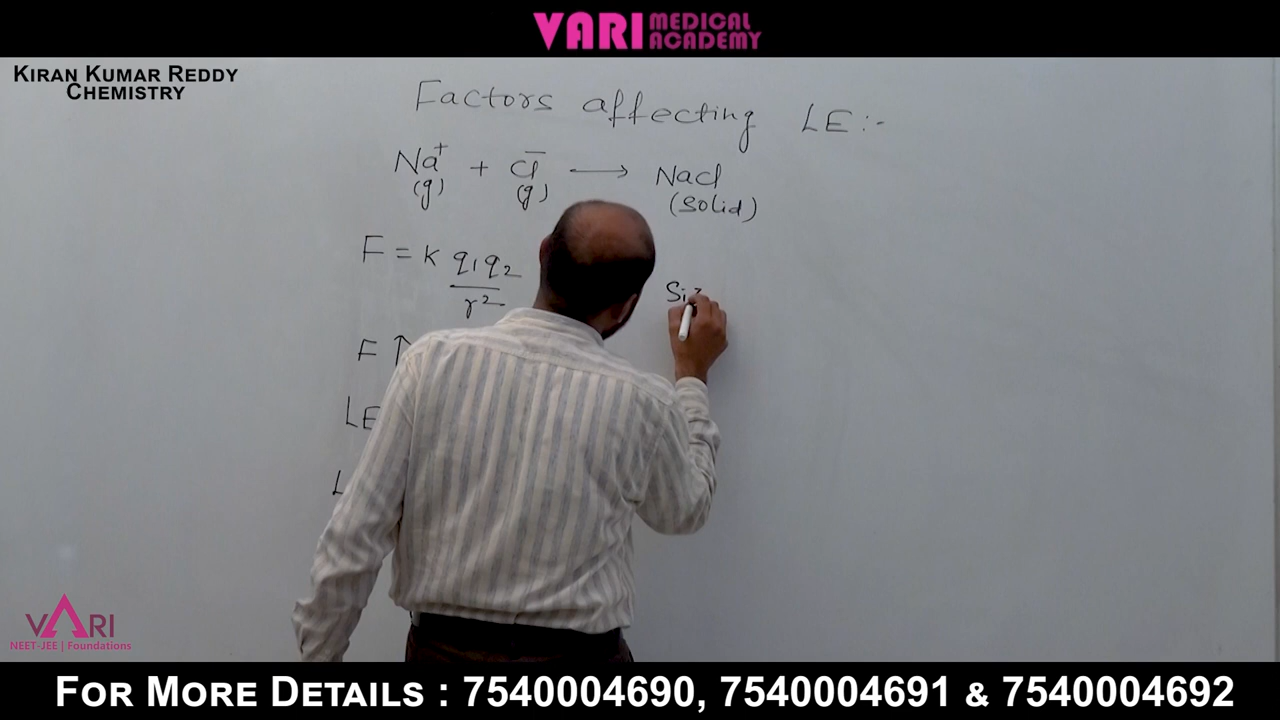 VARI MEDICAL ACADEMY
KIRAN KUMAR REDDY
CHEMISTRY
Factors affecting LE :-
Na⁺ + Cl⁻ ⟶ Nacl
(g) (g) (solid)
F = K q₁q₂
r²
F ↑
LE
L
VARI
NEET-JEE | Foundations
FOR MORE DETAILS : 7540004690, 7540004691 & 7540004692